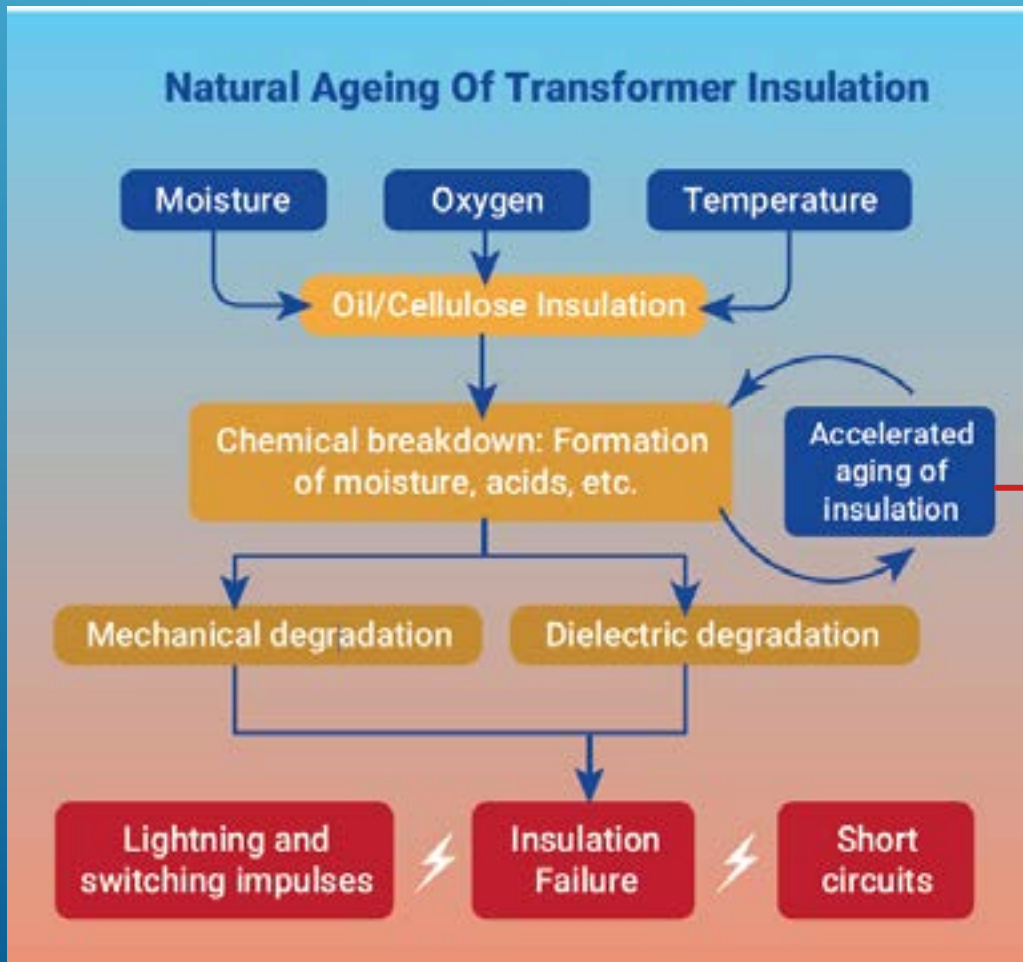 Natural Ageing Of Transformer Insulation
Moisture
Oxygen
Temperature
Oil/Cellulose Insulation
Chemical breakdown: Formation
of moisture, acids, etc.
Accelerated
aging of
insulation
Mechanical degradation
Dielectric degradation
Lightning and
switching impulses
Insulation
Failure
Short
circuits